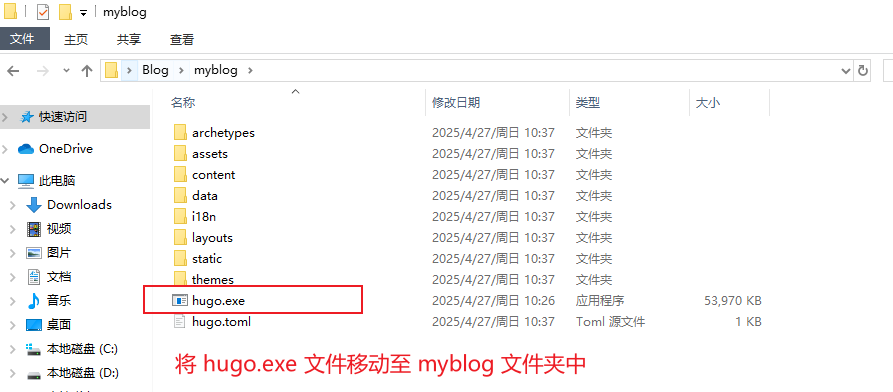 myblog
文件 主页 共享 查看
Blog myblog
名称 修改日期 类型 大小
快速访问
OneDrive
此电脑
Downloads
视频
图片
文档
音乐
桌面
本地磁盘 (C:)
本地磁盘 (D:)
archetypes 2025/4/27/周日 10:37 文件夹
assets 2025/4/27/周日 10:37 文件夹
content 2025/4/27/周日 10:37 文件夹
data 2025/4/27/周日 10:37 文件夹
i18n 2025/4/27/周日 10:37 文件夹
layouts 2025/4/27/周日 10:37 文件夹
static 2025/4/27/周日 10:37 文件夹
themes 2025/4/27/周日 10:37 文件夹
hugo.exe 2025/4/27/周日 10:26 应用程序 53,970 KB
hugo.toml 2025/4/27/周日 10:37 Toml 源文件 1 KB
将 hugo.exe 文件移动至 myblog 文件夹中